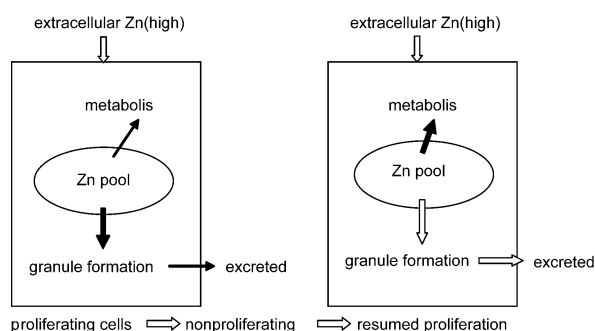 extracellular Zn(high)
extracellular Zn(high)
metabolis
metabolis
Zn pool
Zn pool
granule formation
excreted
granule formation
excreted
proliferating cells nonproliferating resumed proliferation